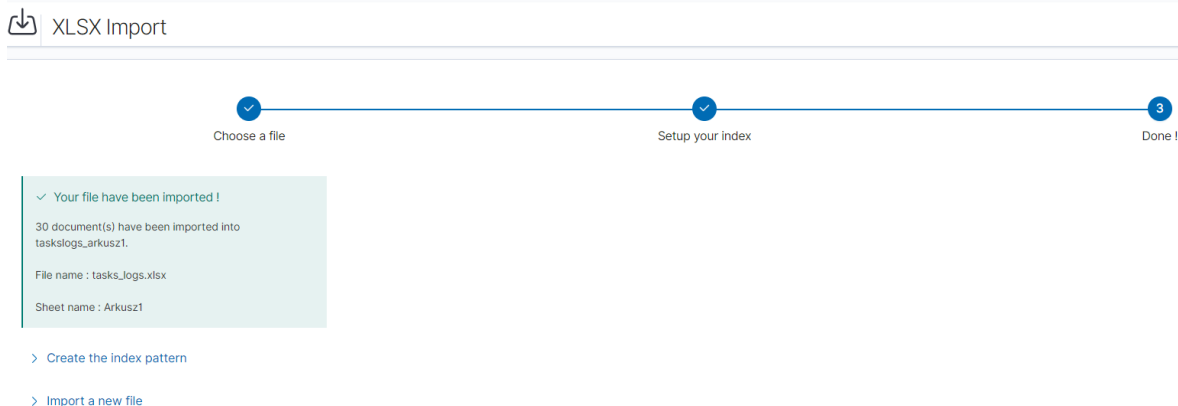 XLSX Import
3
Choose a file
Setup your index
Done !
Your file have been imported !
30 document(s) have been imported into
taskslogs_arkusz1.
File name : tasks_logs.xlsx
Sheet name : Arkusz1
Create the index pattern
Import a new file